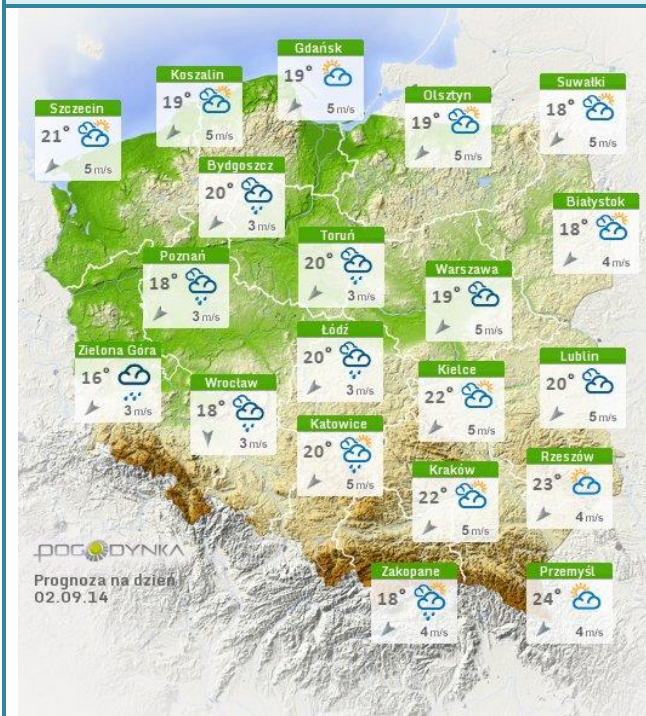 Gdańsk
19°
5 m/s
Koszalin
19°
5 m/s
Szczecin
21°
5 m/s
Olsztyn
19°
5 m/s
Suwałki
18°
5 m/s
Bydgoszcz
20°
3 m/s
Białystok
18°
4 m/s
Toruń
20°
3 m/s
Poznań
18°
3 m/s
Warszawa
19°
5 m/s
Łódź
20°
3 m/s
Zielona Góra
16°
3 m/s
Wrocław
18°
3 m/s
Kielce
22°
5 m/s
Lublin
20°
5 m/s
Katowice
20°
5 m/s
Kraków
22°
5 m/s
Rzeszów
23°
4 m/s
POGODYNKA
Prognoza na dzień
02.09.14
Zakopane
18°
4 m/s
Przemyśl
24°
4 m/s